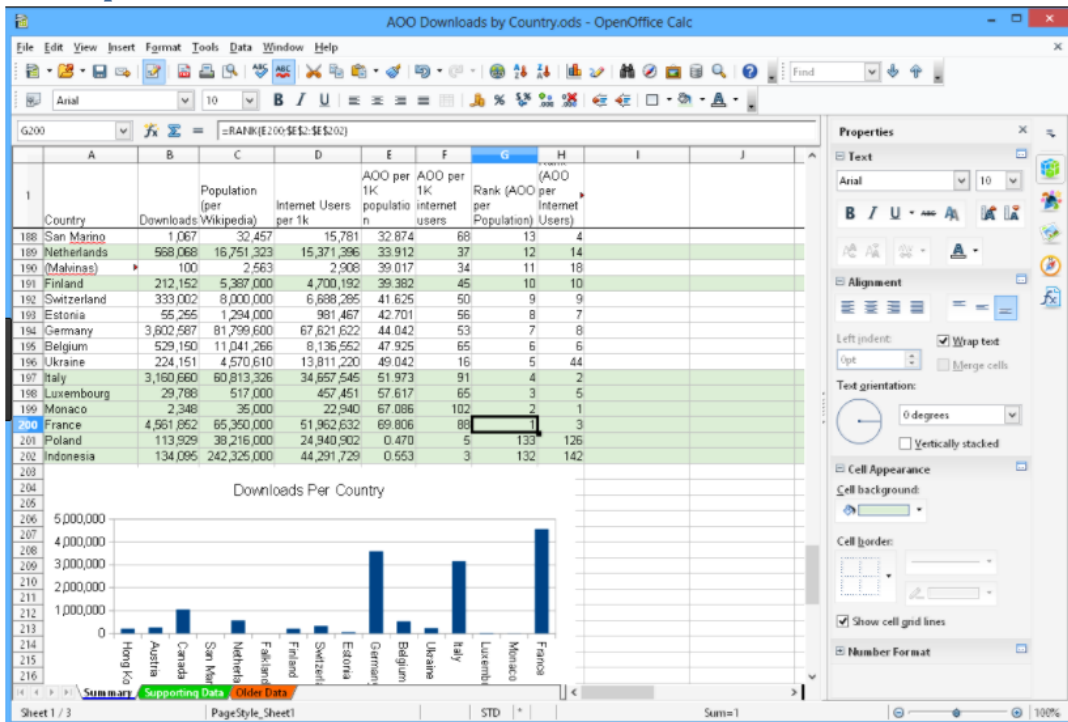 AOO Downloads by Country.ods - OpenOffice Calc
File Edit View Insert Format Tools Data Window Help
Find
Arial 10 B I U
G200 =RANK(E200;$E$2:$E$202)
A B C D E F G H I J
1 Country Downloads Population (per Wikipedia) Internet Users per 1k AOO per 1K populatio n AOO per 1K internet users Rank (AOO per Population) (AOO per Internet Users)
188 San Marino 1,067 32,457 15,781 32.874 68 13 4
189 Netherlands 568,068 16,751,323 15,371,396 33.912 37 12 14
190 (Malvinas) 100 2,563 2,908 39.017 34 11 18
191 Finland 212,152 5,387,000 4,700,192 39.382 45 10 10
192 Switzerland 333,002 8,000,000 6,688,285 41.625 50 9 9
193 Estonia 55,255 1,294,000 981,467 42.701 56 8 7
194 Germany 3,602,587 81,799,600 67,621,622 44.042 53 7 8
195 Belgium 529,150 11,041,266 8,136,552 47.925 65 6 6
196 Ukraine 224,151 4,570,610 13,811,220 49.042 16 5 44
197 Italy 3,160,660 60,813,326 34,657,545 51.973 91 4 2
198 Luxembourg 29,788 517,000 457,451 57.617 65 3 5
199 Monaco 2,348 35,000 22,940 67.086 102 2 1
200 France 4,561,852 65,350,000 51,962,632 69.806 88 1 3
201 Poland 113,929 38,216,000 24,940,902 0.470 5 133 126
202 Indonesia 134,095 242,325,000 44,291,729 0.553 3 132 142
203
204
205
206
207
208
209
210
211
212
213
214
215
216
Downloads Per Country
5,000,000
4,000,000
3,000,000
2,000,000
1,000,000
0
Hong Ko Austria Canada San Mar Netherla Falkland Finland Switzerl Estonia German Belgium Ukraine Italy Luxembo Monaco France
Summary Supporting Data Older Data
Sheet 1 / 3 PageStyle_Sheet1 STD * Sum=1 100%
Properties
Text
Arial 10
B I U
Alignment
Left indent: Wrap text
0pt Merge cells
Text orientation:
0 degrees
Vertically stacked
Cell Appearance
Cell background:
Cell border:
Show cell grid lines
Number Format